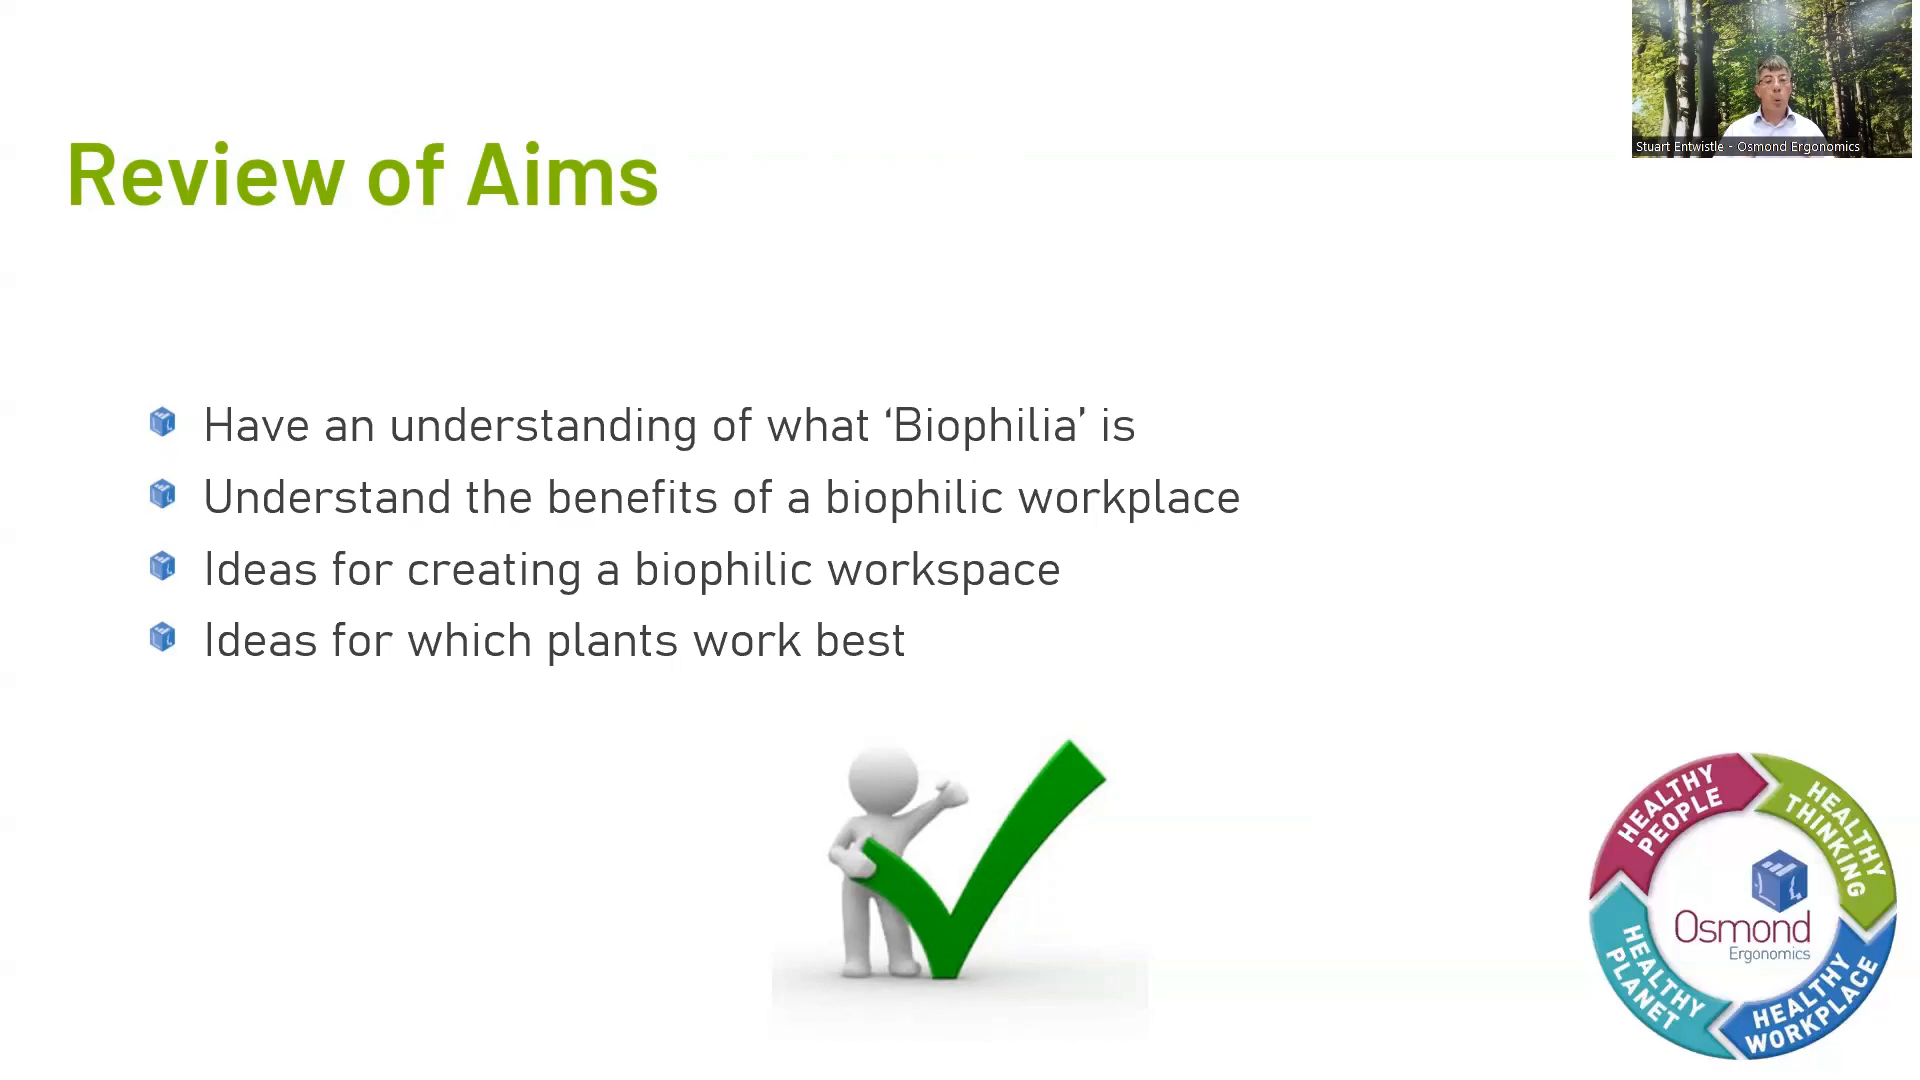 Stuart Entwistle - Osmond Ergonomics
Review of Aims
Have an understanding of what ‘Biophilia’ is
Understand the benefits of a biophilic workplace
Ideas for creating a biophilic workspace
Ideas for which plants work best
HEALTHY
PEOPLE
HEALTHY
THINKING
HEALTHY
WORKPLACE
HEALTHY
PLANET
Osmond
Ergonomics